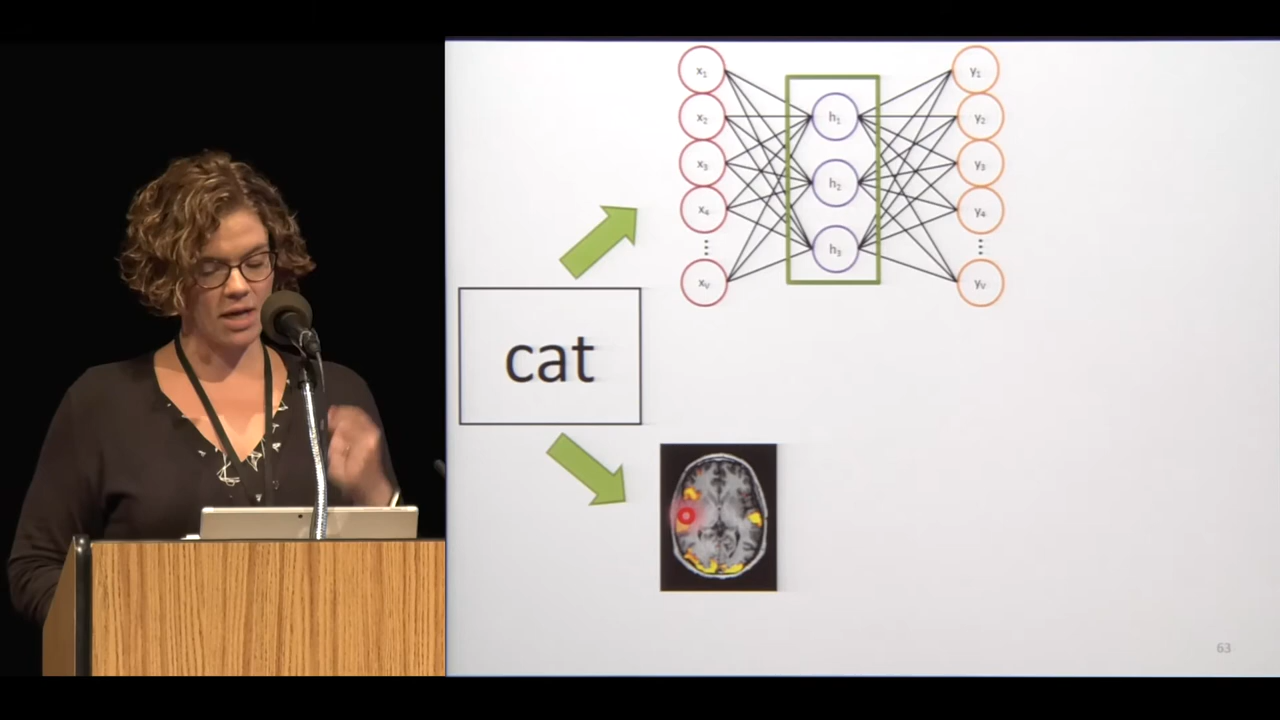 x₁
x₂
x₃
x₄
⋮
xᵥ
h₁
h₂
h₃
y₁
y₂
y₃
y₄
⋮
yᵥ
cat
63